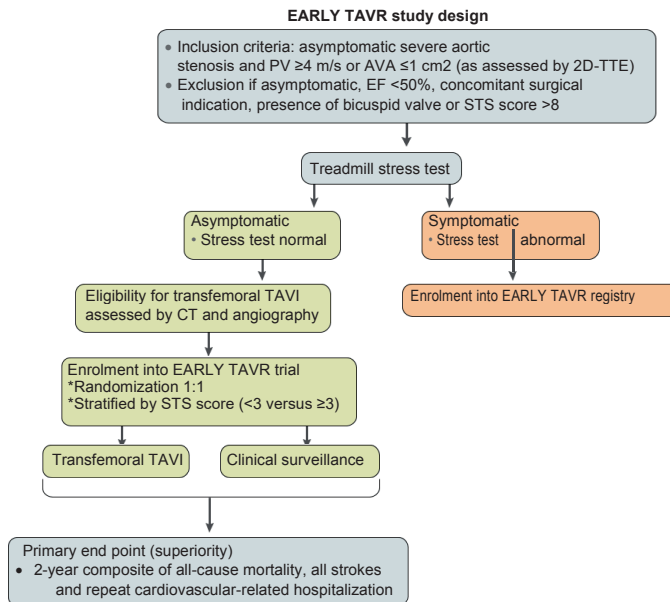 EARLY TAVR study design
• Inclusion criteria: asymptomatic severe aortic
stenosis and PV ≥4 m/s or AVA ≤1 cm2 (as assessed by 2D-TTE)
• Exclusion if asymptomatic, EF <50%, concomitant surgical
indication, presence of bicuspid valve or STS score >8
Treadmill stress test
Asymptomatic
• Stress test normal
Symptomatic
• Stress test abnormal
Eligibility for transfemoral TAVI
assessed by CT and angiography
Enrolment into EARLY TAVR registry
Enrolment into EARLY TAVR trial
*Randomization 1:1
*Stratified by STS score (<3 versus ≥3)
Transfemoral TAVI
Clinical surveillance
Primary end point (superiority)
• 2-year composite of all-cause mortality, all strokes
and repeat cardiovascular-related hospitalization